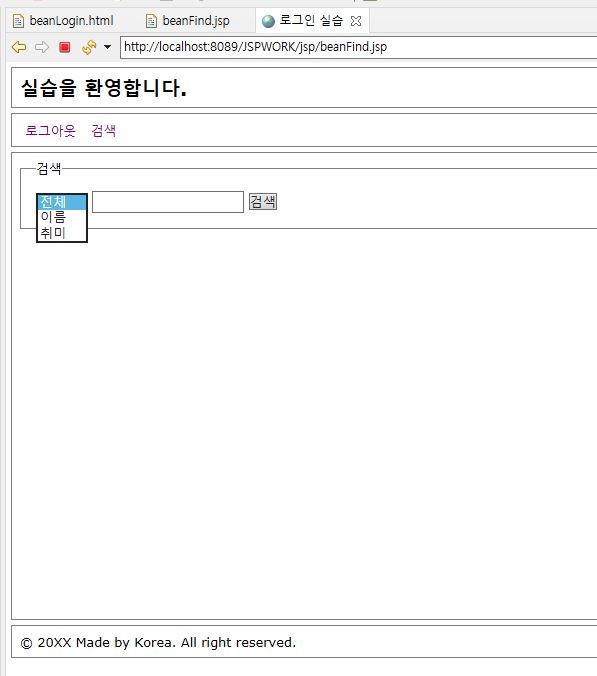 beanLogin.html beanFind.jsp 로그인 실습
http://localhost:8089/JSPWORK/jsp/beanFind.jsp
실습을 환영합니다.
로그아웃 검색
검색
전체 검색
이름
취미
© 20XX Made by Korea. All right reserved.